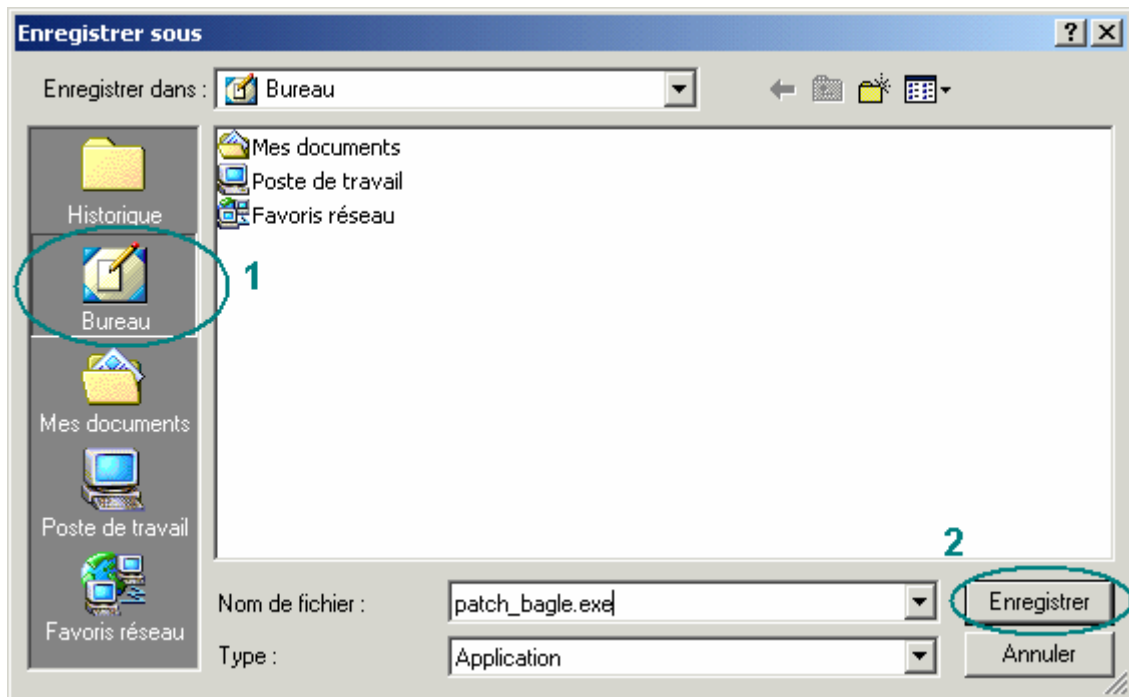 Enregistrer sous
Enregistrer dans :
Bureau
Mes documents
Poste de travail
Favoris réseau
Historique
1
Bureau
Mes documents
Poste de travail
Favoris réseau
2
Nom de fichier :
patch_bagle.exe
Enregistrer
Type :
Application
Annuler